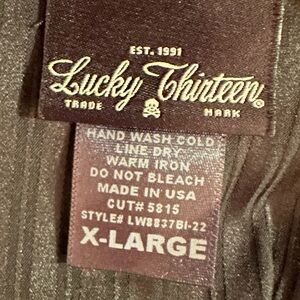 EST. 1991
Lucky Thirteen®
TRADE MARK
HAND WASH COLD
LINE DRY
WARM IRON
DO NOT BLEACH
MADE IN USA
CUT# 5815
STYLE# LW8837BI-22
X-LARGE